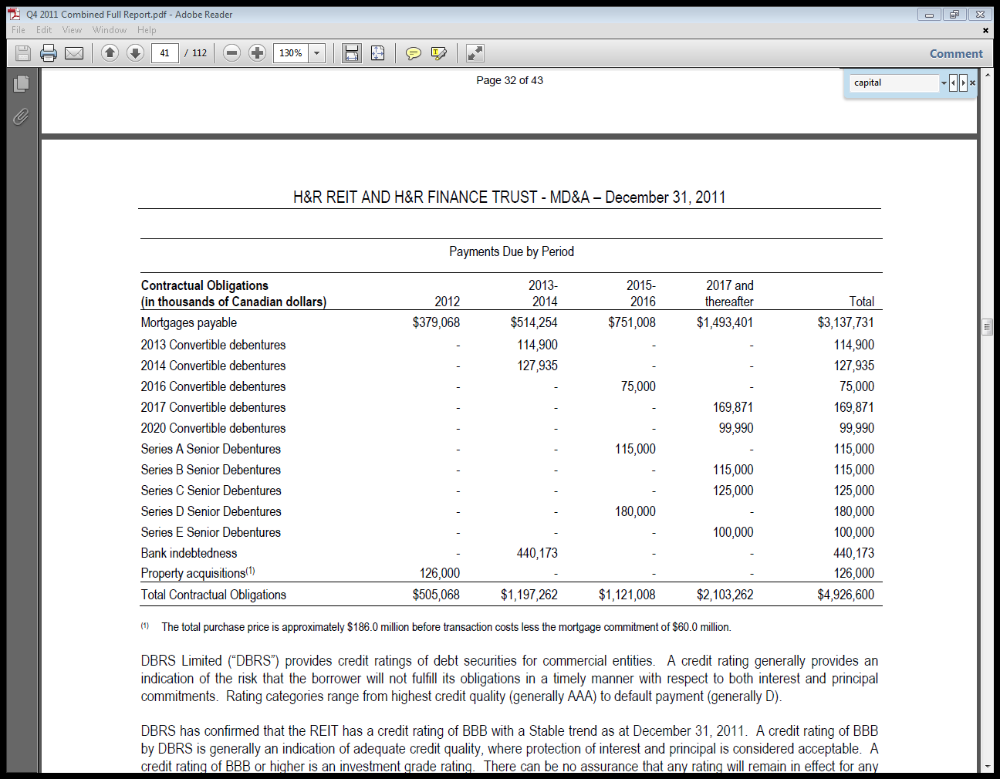 Q4 2011 Combined Full Report.pdf - Adobe Reader
File Edit View Window Help
41 / 112 130% Comment
Page 32 of 43
capital
H&R REIT AND H&R FINANCE TRUST - MD&A – December 31, 2011
Payments Due by Period
Contractual Obligations 2013- 2015- 2017 and
(in thousands of Canadian dollars) 2012 2014 2016 thereafter Total
Mortgages payable $379,068 $514,254 $751,008 $1,493,401 $3,137,731
2013 Convertible debentures - 114,900 - - 114,900
2014 Convertible debentures - 127,935 - - 127,935
2016 Convertible debentures - - 75,000 - 75,000
2017 Convertible debentures - - - 169,871 169,871
2020 Convertible debentures - - - 99,990 99,990
Series A Senior Debentures - - 115,000 - 115,000
Series B Senior Debentures - - - 115,000 115,000
Series C Senior Debentures - - - 125,000 125,000
Series D Senior Debentures - - 180,000 - 180,000
Series E Senior Debentures - - - 100,000 100,000
Bank indebtedness - 440,173 - - 440,173
Property acquisitions(1) 126,000 - - - 126,000
Total Contractual Obligations $505,068 $1,197,262 $1,121,008 $2,103,262 $4,926,600
(1) The total purchase price is approximately $186.0 million before transaction costs less the mortgage commitment of $60.0 million.
DBRS Limited (“DBRS”) provides credit ratings of debt securities for commercial entities. A credit rating generally provides an
indication of the risk that the borrower will not fulfill its obligations in a timely manner with respect to both interest and principal
commitments. Rating categories range from highest credit quality (generally AAA) to default payment (generally D).
DBRS has confirmed that the REIT has a credit rating of BBB with a Stable trend as at December 31, 2011. A credit rating of BBB
by DBRS is generally an indication of adequate credit quality, where protection of interest and principal is considered acceptable. A
credit rating of BBB or higher is an investment grade rating. There can be no assurance that any rating will remain in effect for any